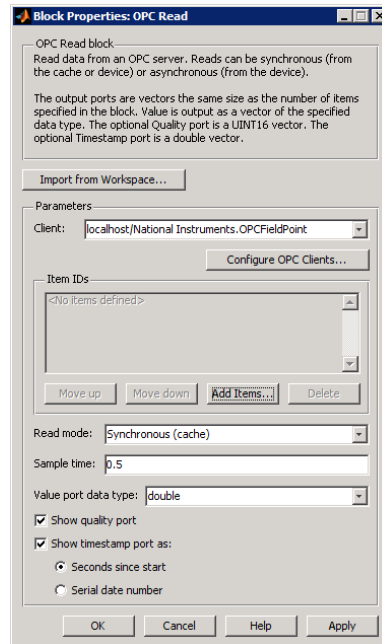 Block Properties: OPC Read
OPC Read block
Read data from an OPC server. Reads can be synchronous (from
the cache or device) or asynchronous (from the device).
The output ports are vectors the same size as the number of items
specified in the block. Value is output as a vector of the specified
data type. The optional Quality port is a UINT16 vector. The
optional Timestamp port is a double vector.
Import from Workspace...
Parameters
Client: localhost/National Instruments.OPCFieldPoint
Configure OPC Clients...
Item IDs
<No items defined>
Move up Move down Add Items... Delete
Read mode: Synchronous (cache)
Sample time: 0.5
Value port data type: double
Show quality port
Show timestamp port as:
Seconds since start
Serial date number
OK Cancel Help Apply